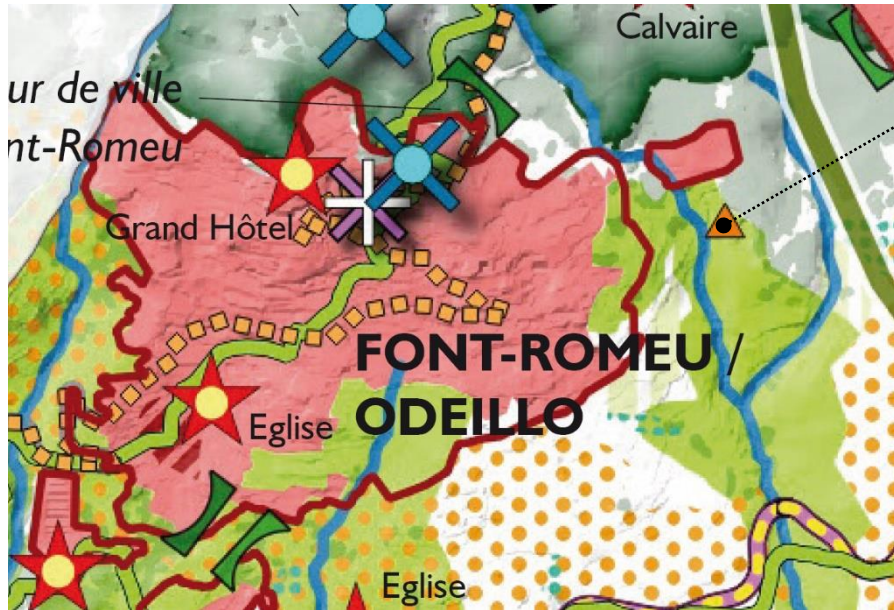 Calvaire
ur de ville
nt-Romeu
Grand Hôtel
FONT-ROMEU /
ODEILLO
Eglise
Eglise